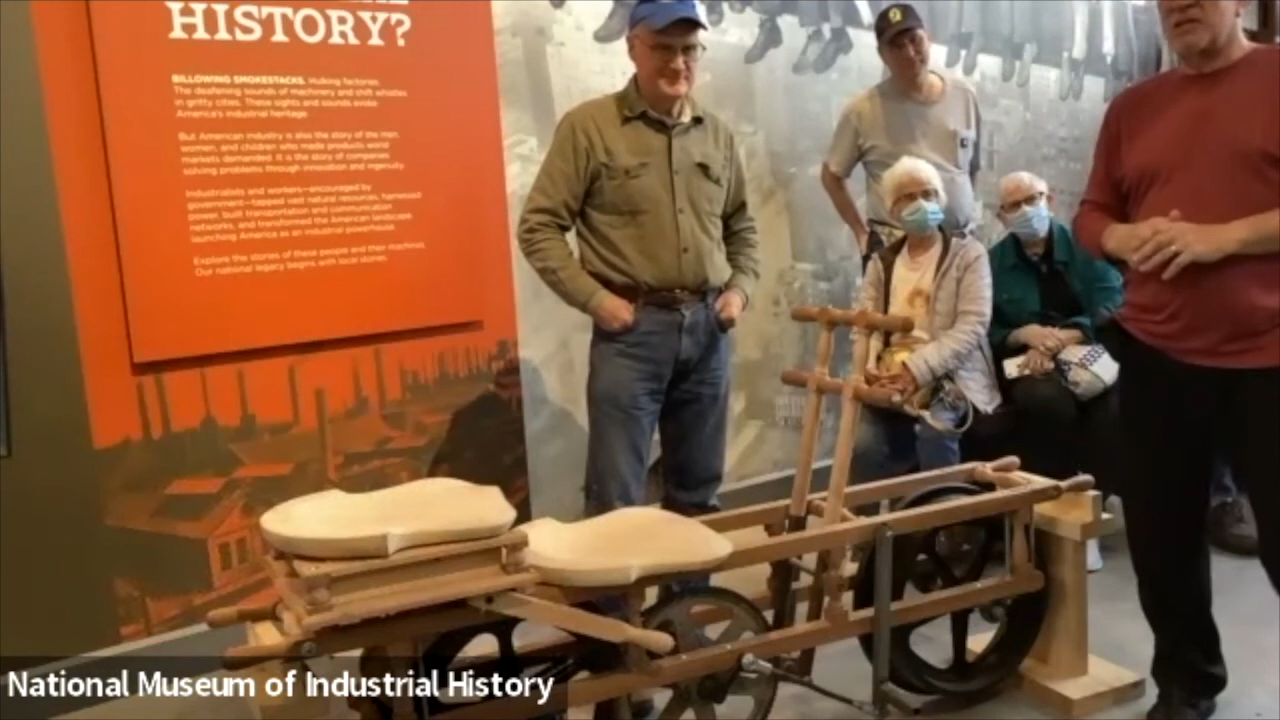 HISTORY?
BILLOWING SMOKESTACKS. Hulking factories.
The deafening sounds of machinery and shift whistles
in gritty cities. These sights and sounds evoke
America's industrial heritage.
But American industry is also the story of the men,
women, and children who made products world
markets demanded. It is the story of companies
solving problems through innovation and ingenuity.
Industrialists and workers—encouraged by
government—tapped vast natural resources, harnessed
power, built transportation and communication
networks, and transformed the American landscape
launching America as an industrial powerhouse.
Explore the stories of these people and their machines.
Our national legacy begins with local stories.
National Museum of Industrial History